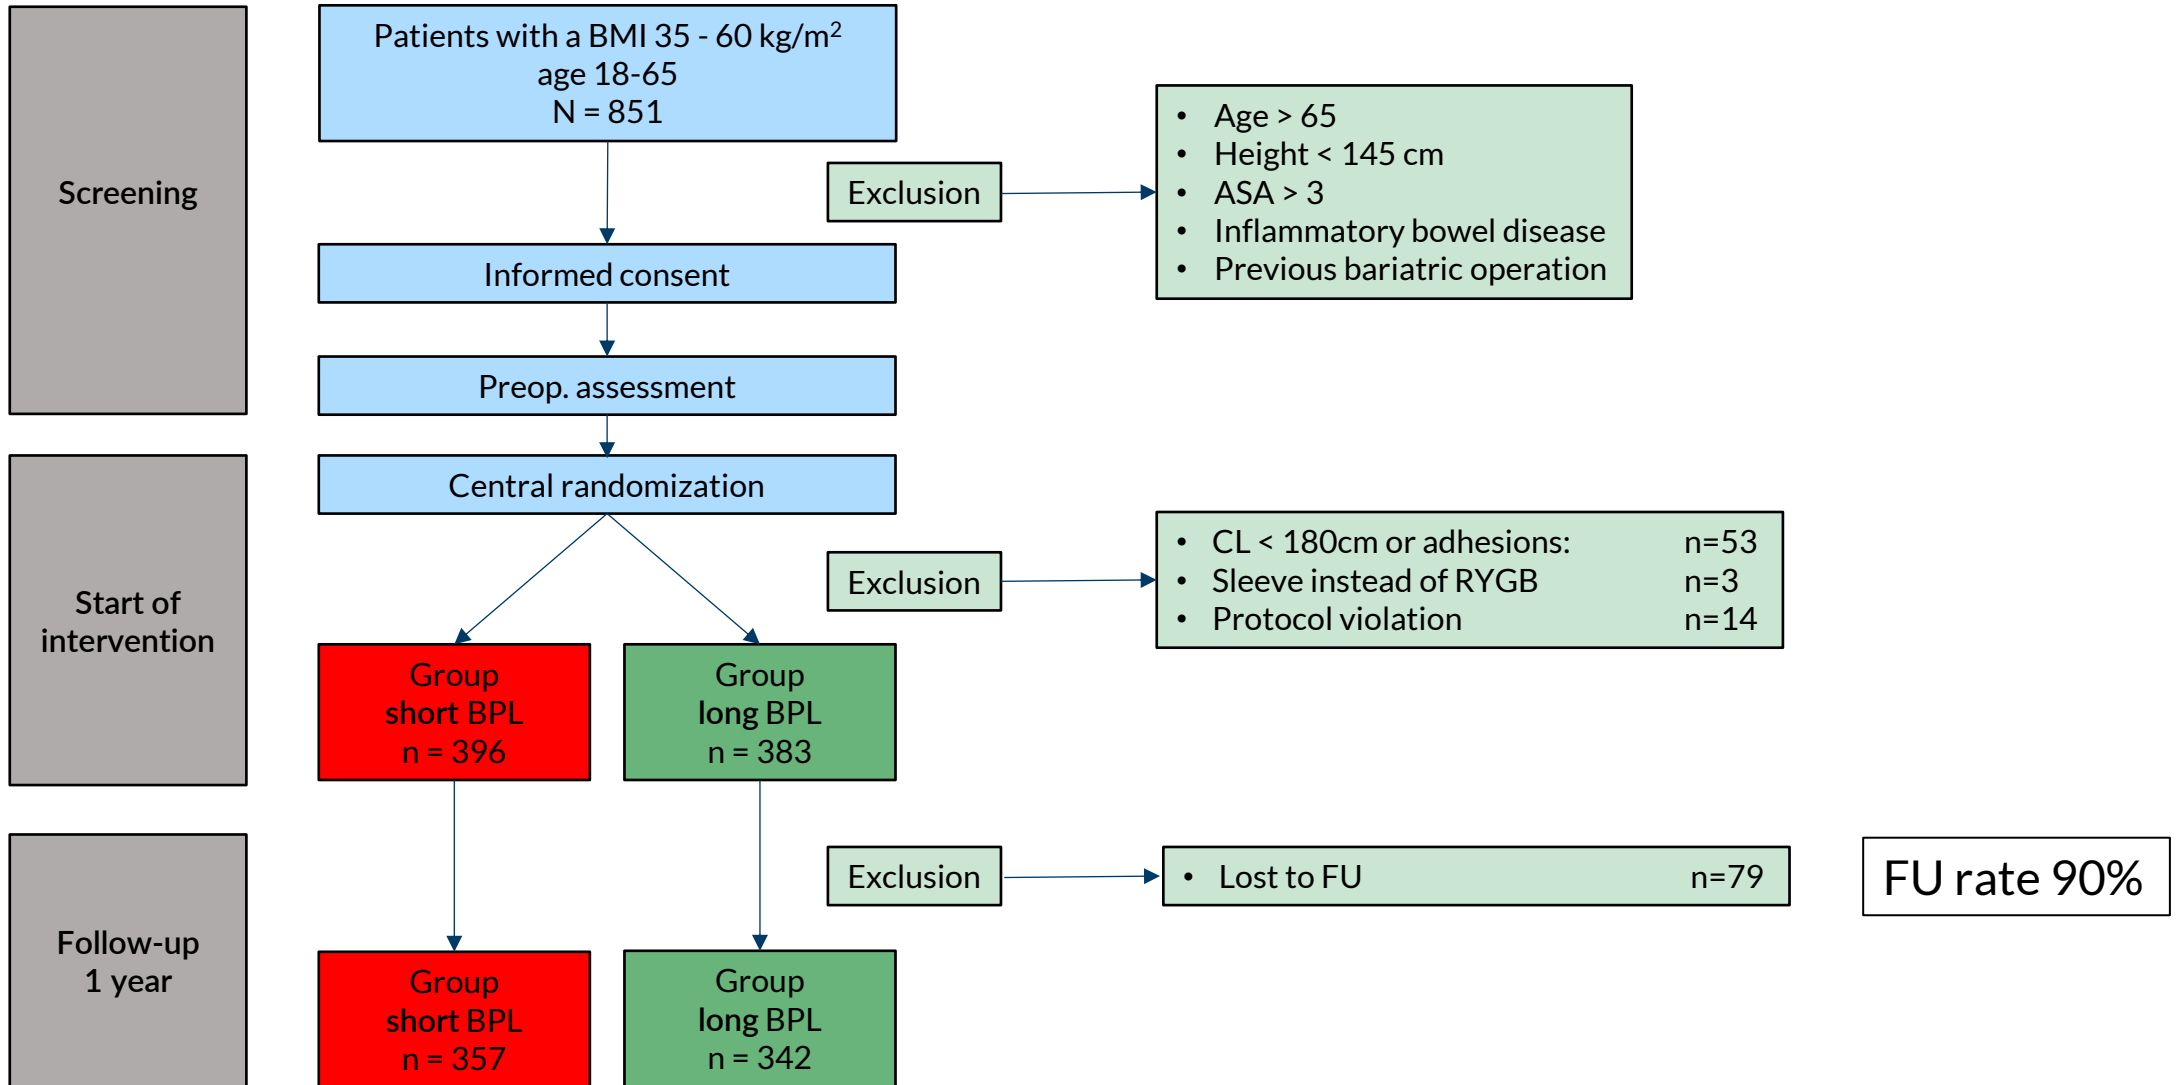 Screening
Patients with a BMI 35 - 60 kg/m²
age 18-65
N = 851
Exclusion
• Age > 65
• Height < 145 cm
• ASA > 3
• Inflammatory bowel disease
• Previous bariatric operation
Informed consent
Preop. assessment
Start of
intervention
Central randomization
Exclusion
• CL < 180cm or adhesions: n=53
• Sleeve instead of RYGB n=3
• Protocol violation n=14
Group
short BPL
n = 396
Group
long BPL
n = 383
Follow-up
1 year
Exclusion
• Lost to FU n=79
FU rate 90%
Group
short BPL
n = 357
Group
long BPL
n = 342